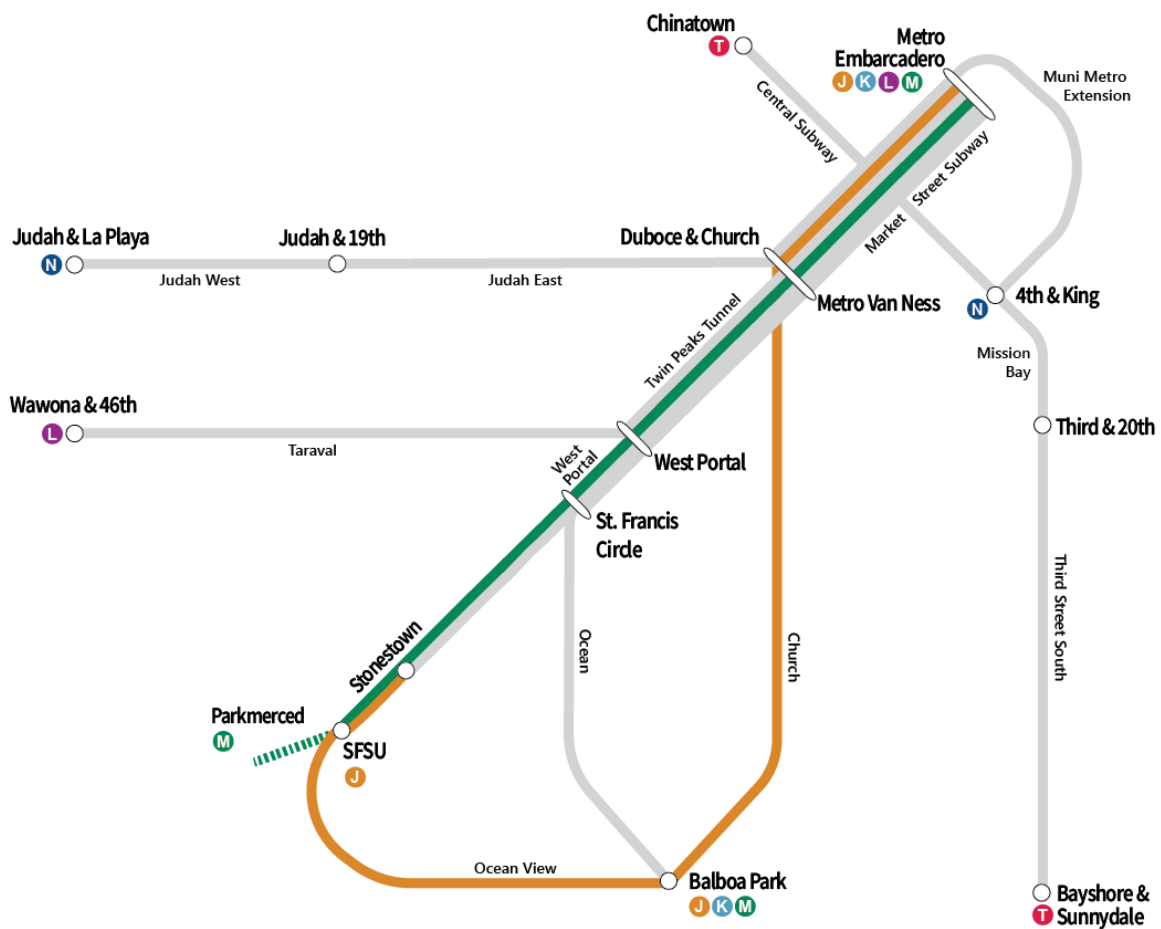 Chinatown
T
Metro
Embarcadero
J K L M
Muni Metro
Extension
Central Subway
Market Street Subway
Judah & La Playa
N
Judah & 19th
Duboce & Church
Judah West
Judah East
Metro Van Ness
4th & King
N
Twin Peaks Tunnel
Mission
Bay
Wawona & 46th
L
Taraval
West
Portal
West Portal
Third & 20th
St. Francis
Circle
Third Street South
Ocean
Church
Stonestown
Parkmerced
M
SFSU
J
Ocean View
Balboa Park
J K M
Bayshore &
T Sunnydale